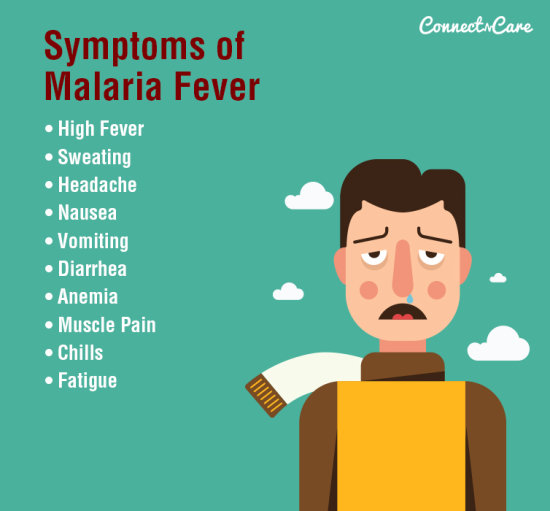 ConnectNCare
Symptoms of
Malaria Fever
• High Fever
• Sweating
• Headache
• Nausea
• Vomiting
• Diarrhea
• Anemia
• Muscle Pain
• Chills
• Fatigue